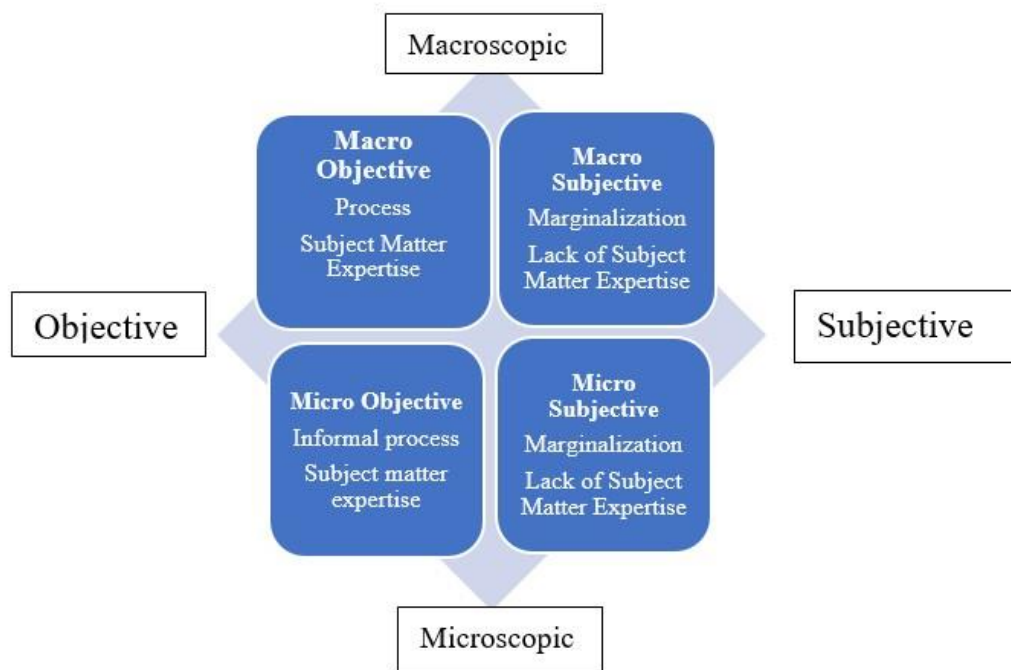 Macroscopic
Macro
Objective
Process
Subject Matter
Expertise
Macro
Subjective
Marginalization
Lack of Subject
Matter Expertise
Objective
Subjective
Micro Objective
Informal process
Subject matter
expertise
Micro
Subjective
Marginalization
Lack of Subject
Matter Expertise
Microscopic